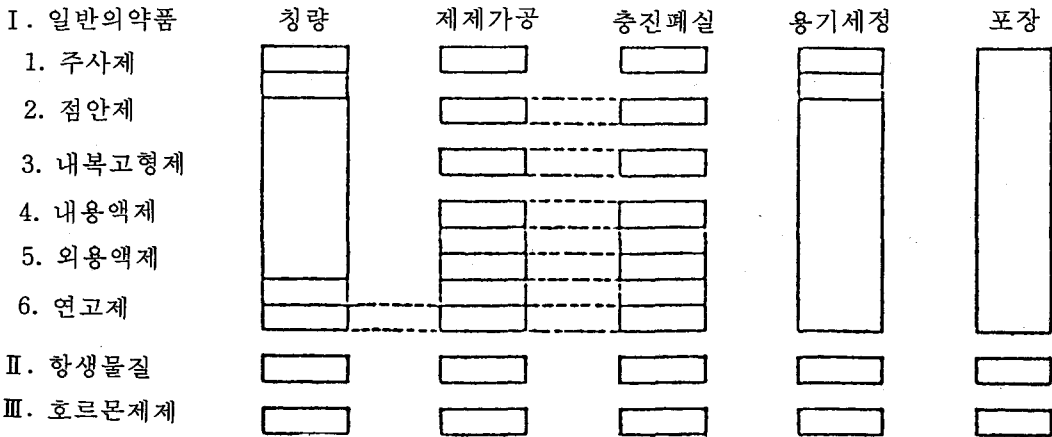 Ⅰ. 일반의약품 칭량 제제가공 충진폐실 용기세정 포장
1. 주사제
2. 점안제
3. 내복고형제
4. 내용액제
5. 외용액제
6. 연고제
Ⅱ. 항생물질
Ⅲ. 호르몬제제